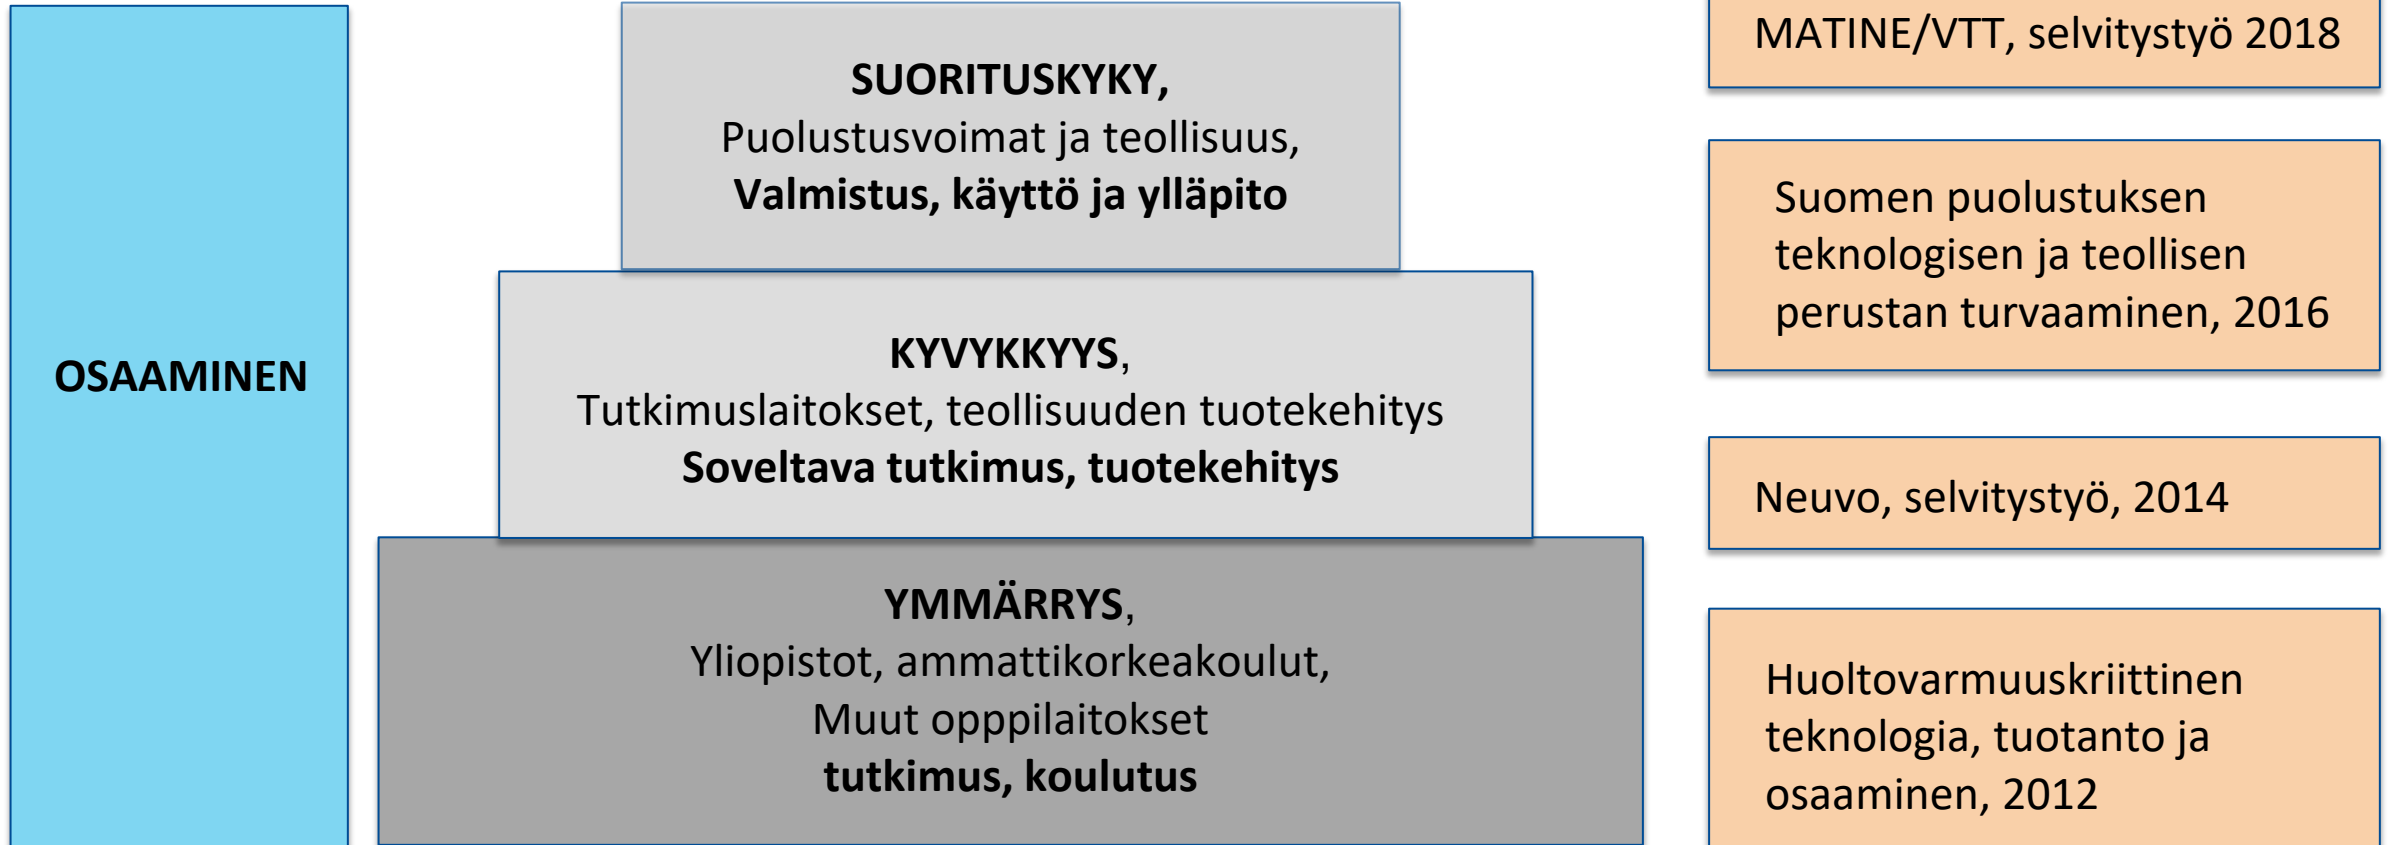 OSAAMINEN
SUORITUSKYKY,
Puolustusvoimat ja teollisuus,
Valmistus, käyttö ja ylläpito
KYVYKKYYS,
Tutkimuslaitokset, teollisuuden tuotekehitys
Soveltava tutkimus, tuotekehitys
YMMÄRRYS,
Yliopistot, ammattikorkeakoulut,
Muut opppilaitokset
tutkimus, koulutus
MATINE/VTT, selvitystyö 2018
Suomen puolustuksen
teknologisen ja teollisen
perustan turvaaminen, 2016
Neuvo, selvitystyö, 2014
Huoltovarmuuskriittinen
teknologia, tuotanto ja
osaaminen, 2012